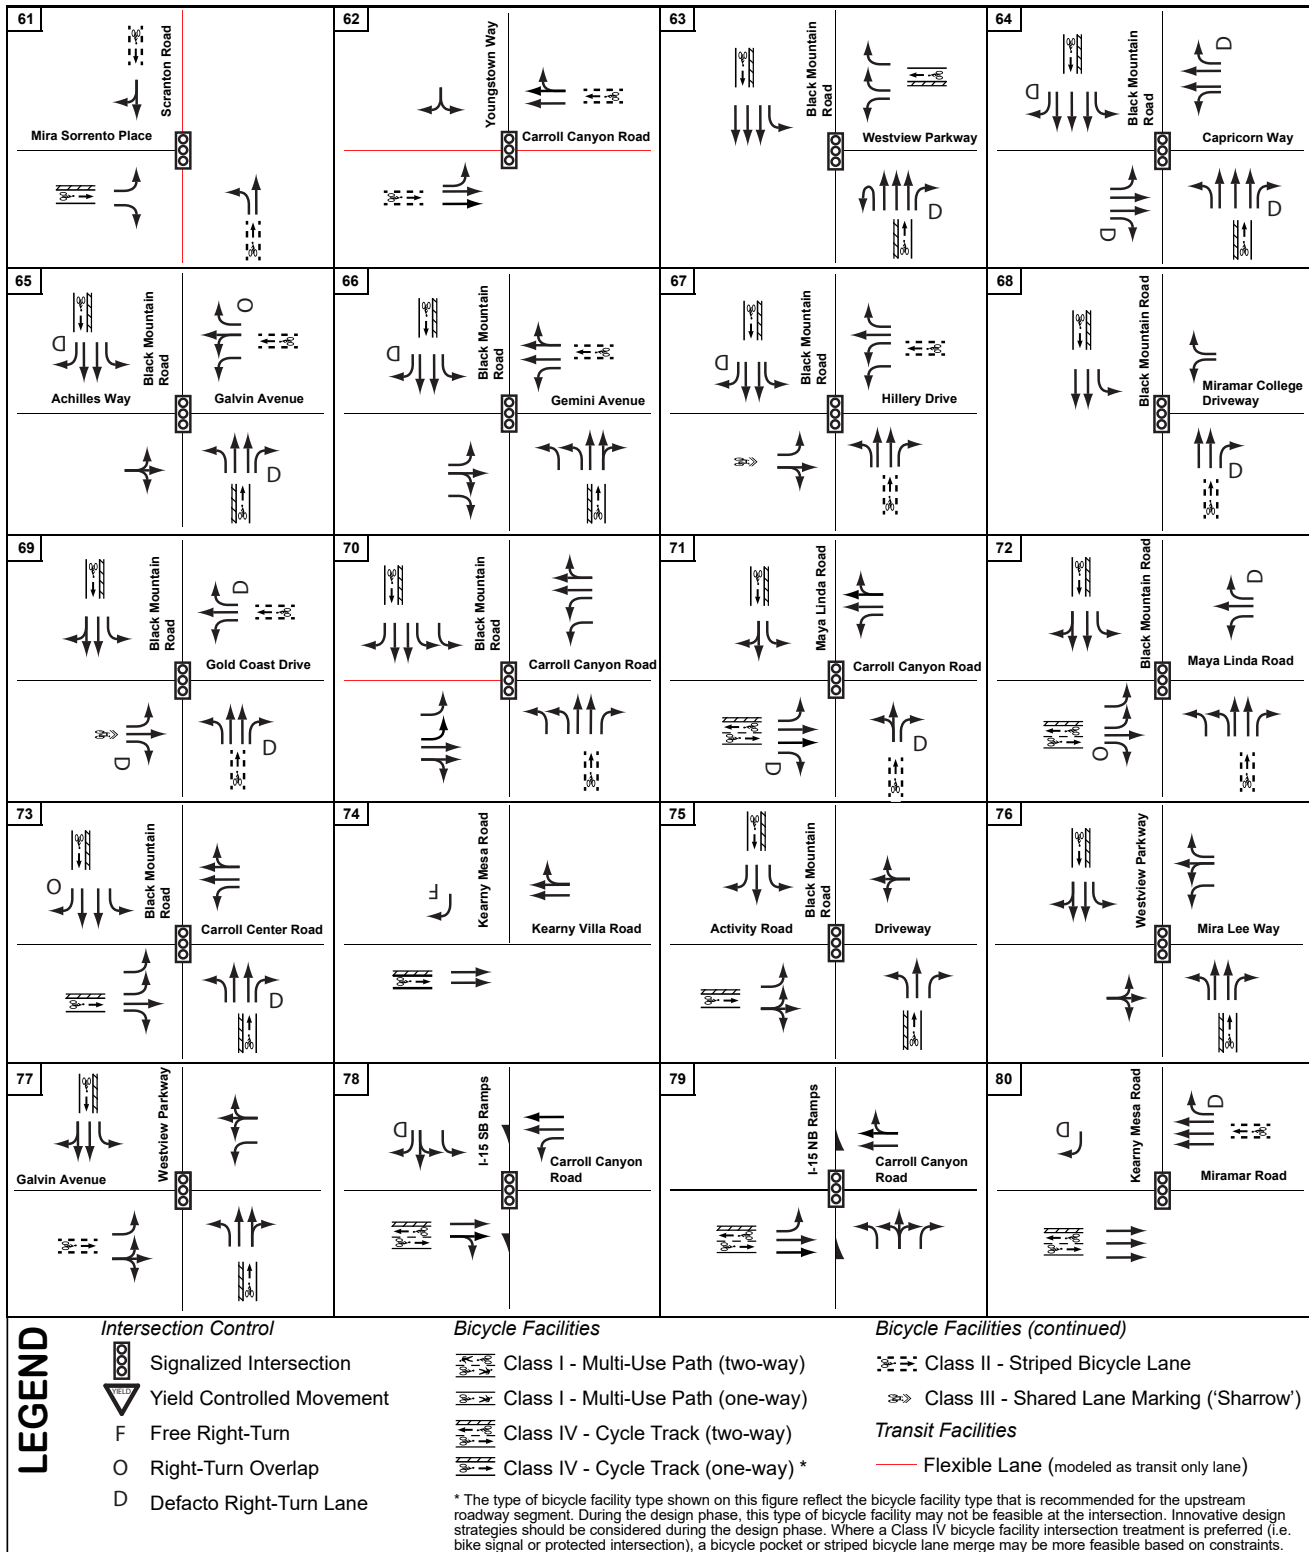 61
Scranton Road
Mira Sorrento Place
62
Youngstown Way
Carroll Canyon Road
63
Black Mountain
Road
Westview Parkway
D
64
D
D
Black Mountain
Road
Capricorn Way
D
D
65
D
Black Mountain
Road
O
Achilles Way
Galvin Avenue
D
66
D
Black Mountain
Road
Gemini Avenue
67
D
Black Mountain
Road
Hillery Drive
68
Black Mountain Road
Miramar College
Driveway
D
69
Black Mountain
Road
D
Gold Coast Drive
D
D
70
Black Mountain
Road
Carroll Canyon Road
71
Maya Linda Road
Carroll Canyon Road
D
D
72
Black Mountain Road
D
Maya Linda Road
O
73
O
Black Mountain
Road
Carroll Center Road
D
74
F
Kearny Mesa Road
Kearny Villa Road
75
Black Mountain
Road
Activity Road
Driveway
76
Westview Parkway
Mira Lee Way
77
Westview Parkway
Galvin Avenue
78
D
I-15 SB Ramps
Carroll Canyon
Road
79
I-15 NB Ramps
Carroll Canyon
Road
80
D
Kearny Mesa Road
D
Miramar Road
LEGEND
Intersection Control
Signalized Intersection
YIELD
Yield Controlled Movement
F Free Right-Turn
O Right-Turn Overlap
D Defacto Right-Turn Lane
Bicycle Facilities
Class I - Multi-Use Path (two-way)
Class I - Multi-Use Path (one-way)
Class IV - Cycle Track (two-way)
Class IV - Cycle Track (one-way) *
Bicycle Facilities (continued)
Class II - Striped Bicycle Lane
Class III - Shared Lane Marking (‘Sharrow’)
Transit Facilities
Flexible Lane (modeled as transit only lane)
* The type of bicycle facility type shown on this figure reflect the bicycle facility type that is recommended for the upstream
roadway segment. During the design phase, this type of bicycle facility may not be feasible at the intersection. Innovative design
strategies should be considered during the design phase. Where a Class IV bicycle facility intersection treatment is preferred (i.e.
bike signal or protected intersection), a bicycle pocket or striped bicycle lane merge may be more feasible based on constraints.